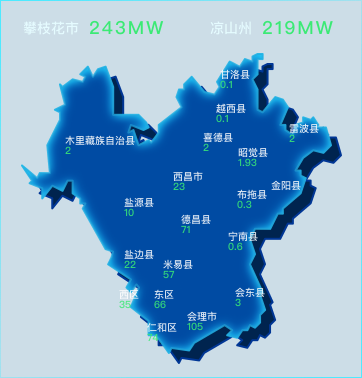 攀枝花市 243MW 凉山州 219MW
甘洛县
0.1
越西县
0.1
雷波县
2
木里藏族自治县
2
喜德县
2
昭觉县
1.93
西昌市
23
金阳县
布拖县
0.3
盐源县
10
德昌县
71
宁南县
0.6
盐边县
22
米易县
57
西区
35
东区
66
会东县
3
会理市
105
仁和区